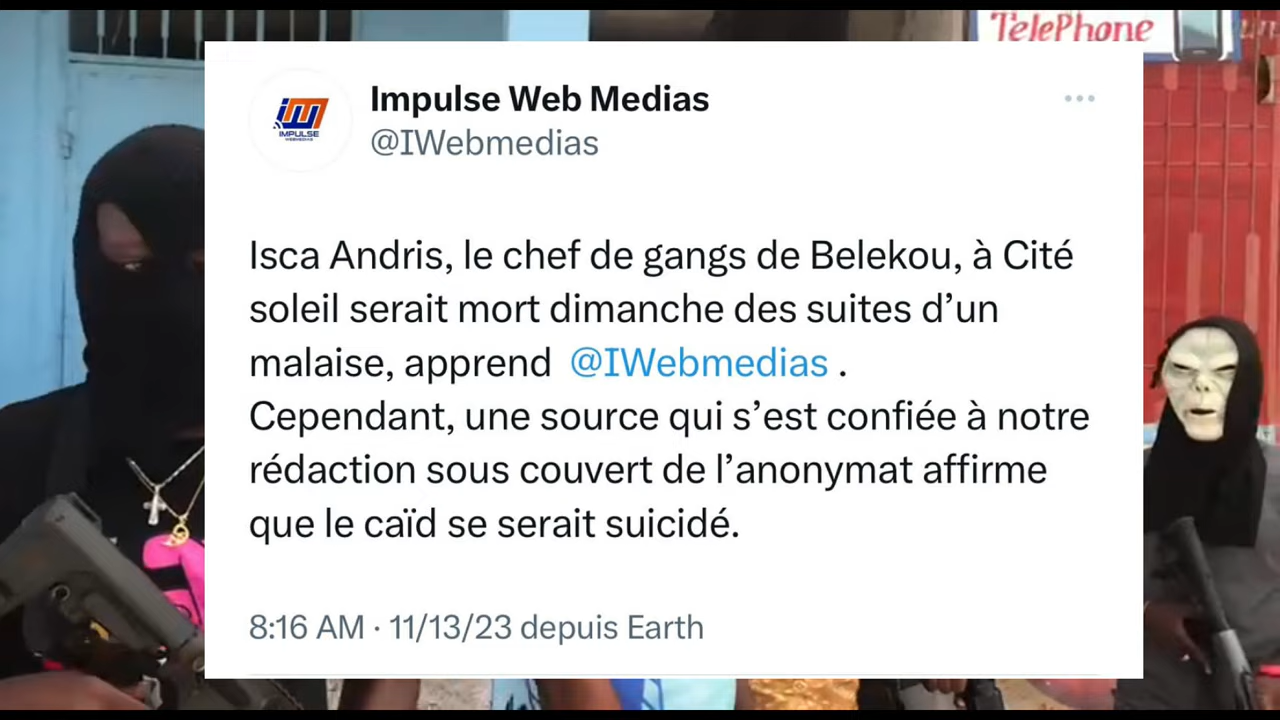 TelePhone
Impulse Web Medias
@IWebmedias
IMPULSE
WEBMEDIAS
Isca Andris, le chef de gangs de Belekou, à Cité
soleil serait mort dimanche des suites d’un
malaise, apprend @IWebmedias .
Cependant, une source qui s’est confiée à notre
rédaction sous couvert de l’anonymat affirme
que le caïd se serait suicidé.
8:16 AM · 11/13/23 depuis Earth